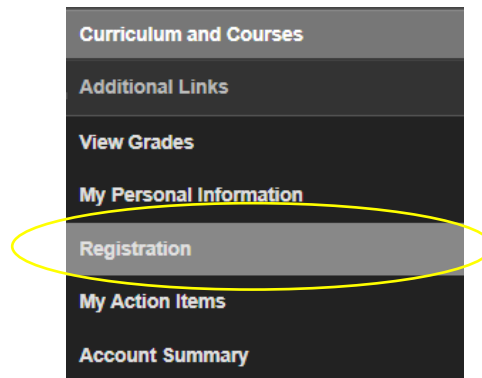 Curriculum and Courses
Additional Links
View Grades
My Personal Information
Registration
My Action Items
Account Summary